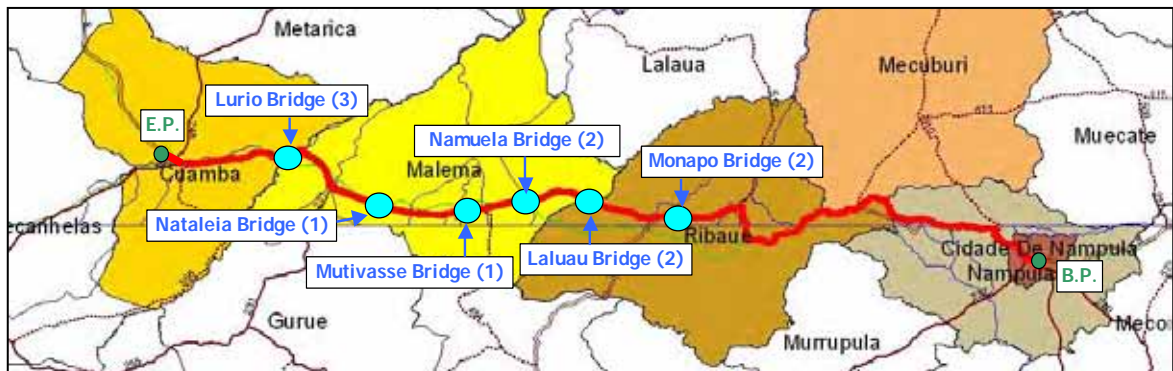 Metarica
Lalaua
Mecuburi
Muecate
Lurio Bridge (3)
E.P.
Namuela Bridge (2)
Monapo Bridge (2)
Cuamba
Malema
Nataleia Bridge (1)
ecanhelas
Mutivasse Bridge (1)
Laluau Bridge (2)
Ribaue
Cidade De Nampula
Nampula
B.P.
Gurue
Murrupula
Meco